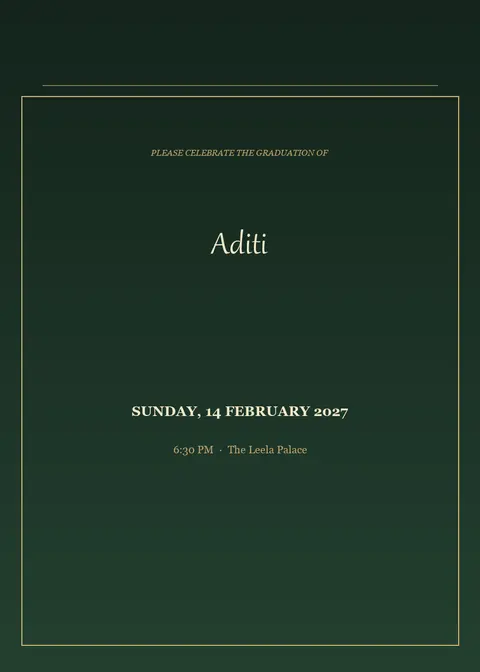 PLEASE CELEBRATE THE GRADUATION OF
Aditi
SUNDAY, 14 FEBRUARY 2027
6:30 PM · The Leela Palace